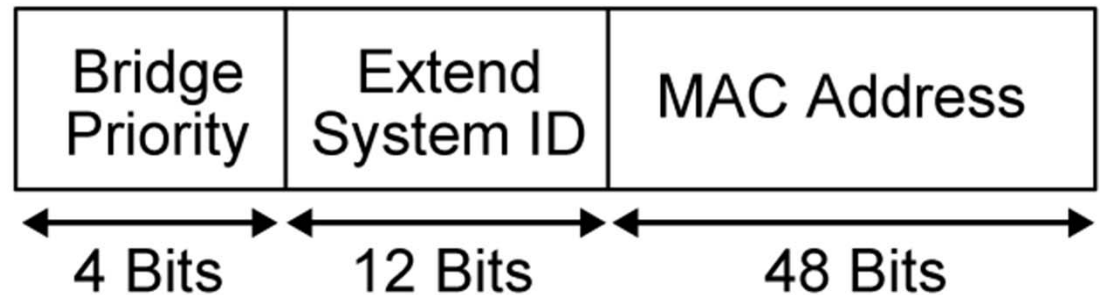 Bridge
Priority
Extend
System ID
MAC Address
4 Bits
12 Bits
48 Bits